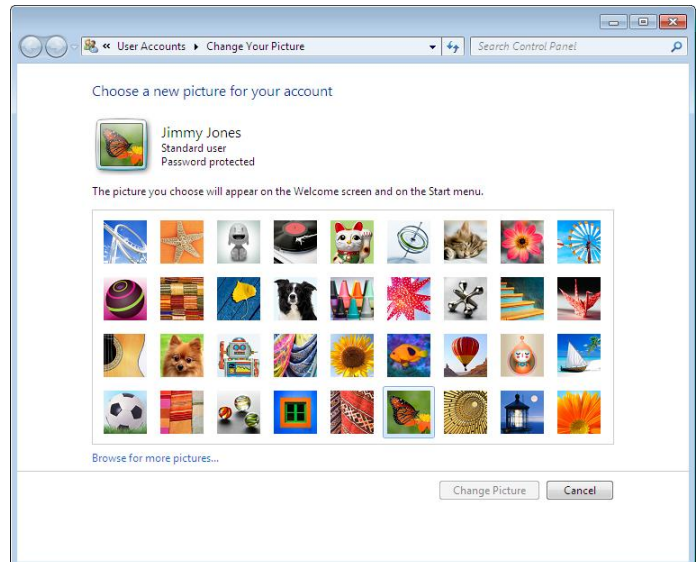 « User Accounts ▸ Change Your Picture
Search Control Panel
Choose a new picture for your account
Jimmy Jones
Standard user
Password protected
The picture you choose will appear on the Welcome screen and on the Start menu.
Browse for more pictures...
Change Picture
Cancel